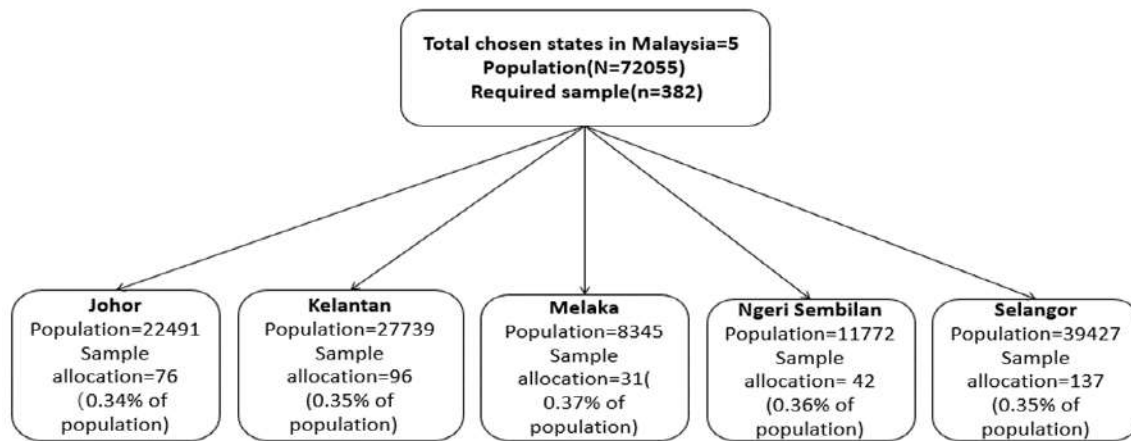 Total chosen states in Malaysia=5
Population(N=72055)
Required sample(n=382)
Johor
Population=22491
Sample
allocation=76
(0.34% of
population)
Kelantan
Population=27739
Sample
allocation=96
(0.35% of
population)
Melaka
Population=8345
Sample
allocation=31(
0.37% of
population)
Ngeri Sembilan
Population=11772
Sample
allocation= 42
(0.36% of
population)
Selangor
Population=39427
Sample
allocation=137
(0.35% of
population)